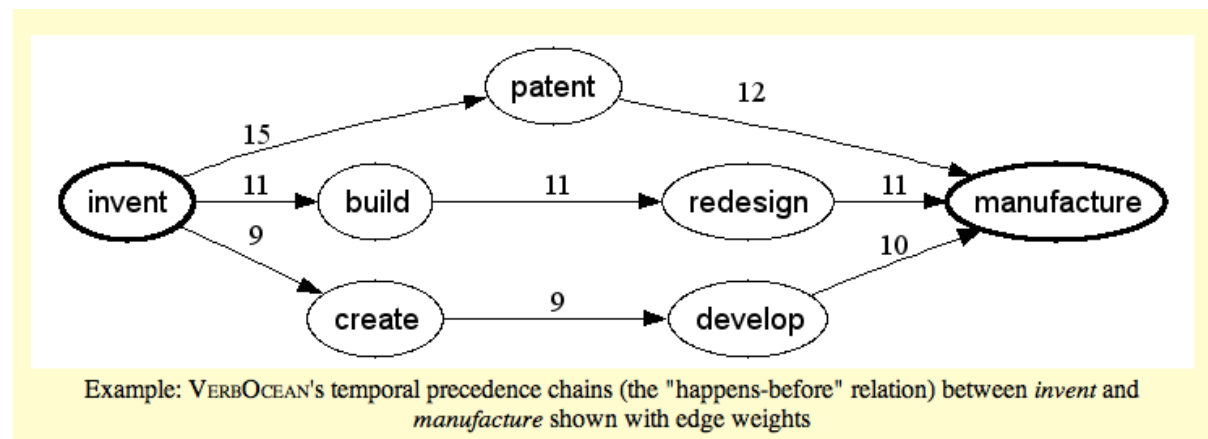 patent
12
15
invent
11
build
11
redesign
11
manufacture
9
10
create
9
develop
Example: VERBOCEAN's temporal precedence chains (the "happens-before" relation) between invent and
manufacture shown with edge weights